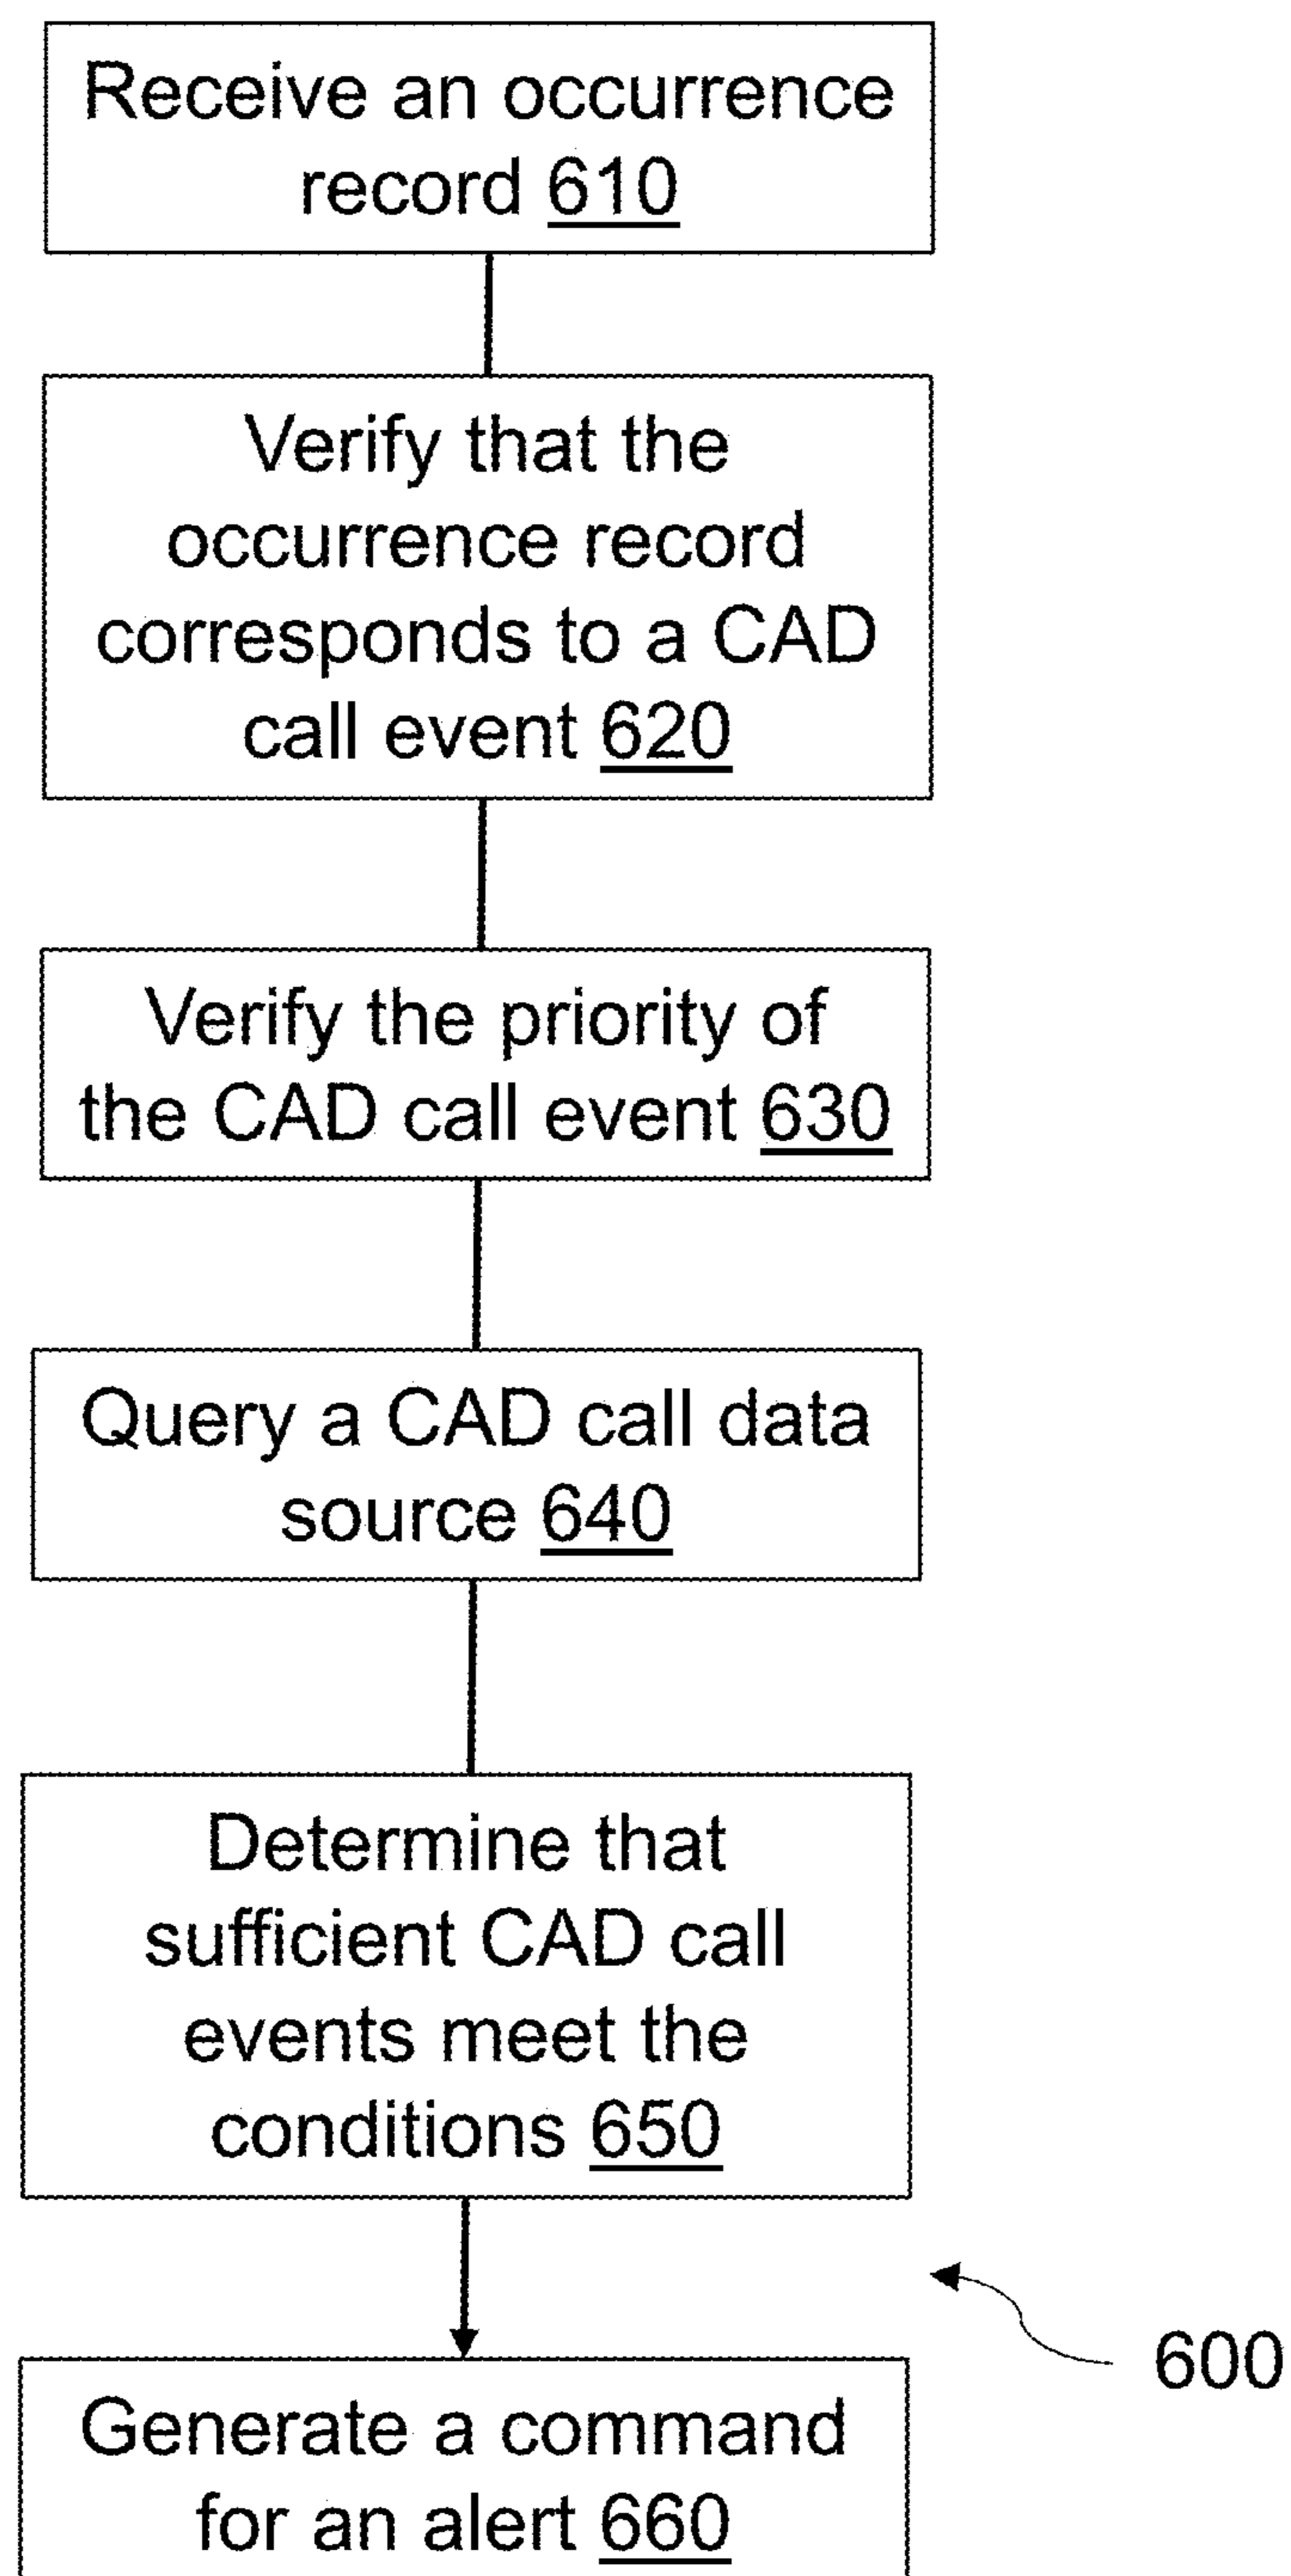 Receive an occurrence
record 610
Verify that the
occurrence record
corresponds to a CAD
call event 620
Verify the priority of
the CAD call event 630
Query a CAD call data
source 640
Determine that
sufficient CAD call
events meet the
conditions 650
600
Generate a command
for an alert 660